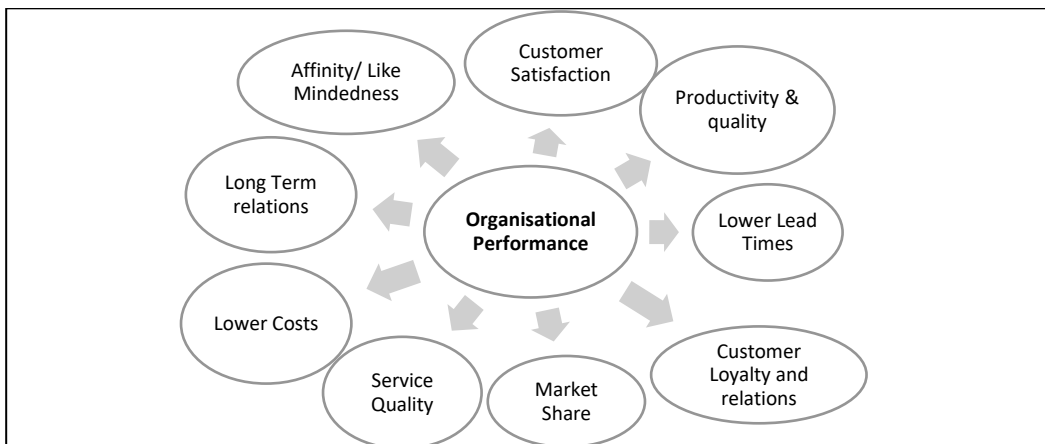 Customer
Satisfaction
Affinity/ Like
Mindedness
Productivity &
quality
Long Term
relations
Organisational
Performance
Lower Lead
Times
Lower Costs
Service
Quality
Market
Share
Customer
Loyalty and
relations